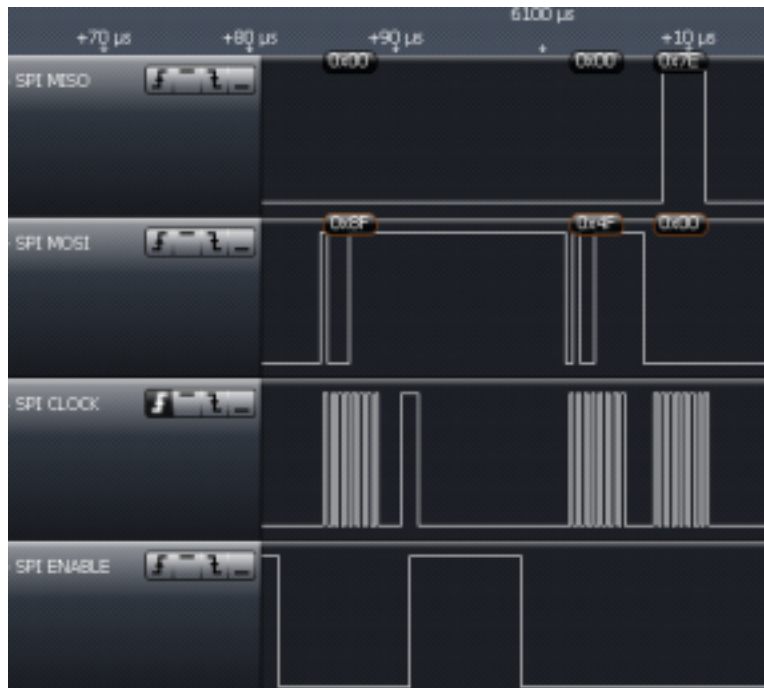 6100 µs
+70 µs +80 µs +90 µs + +10 µs
0x00 0x00 0x7E
SPI MISO
0x8F 0x4F 0x00
SPI MOSI
SPI CLOCK
SPI ENABLE